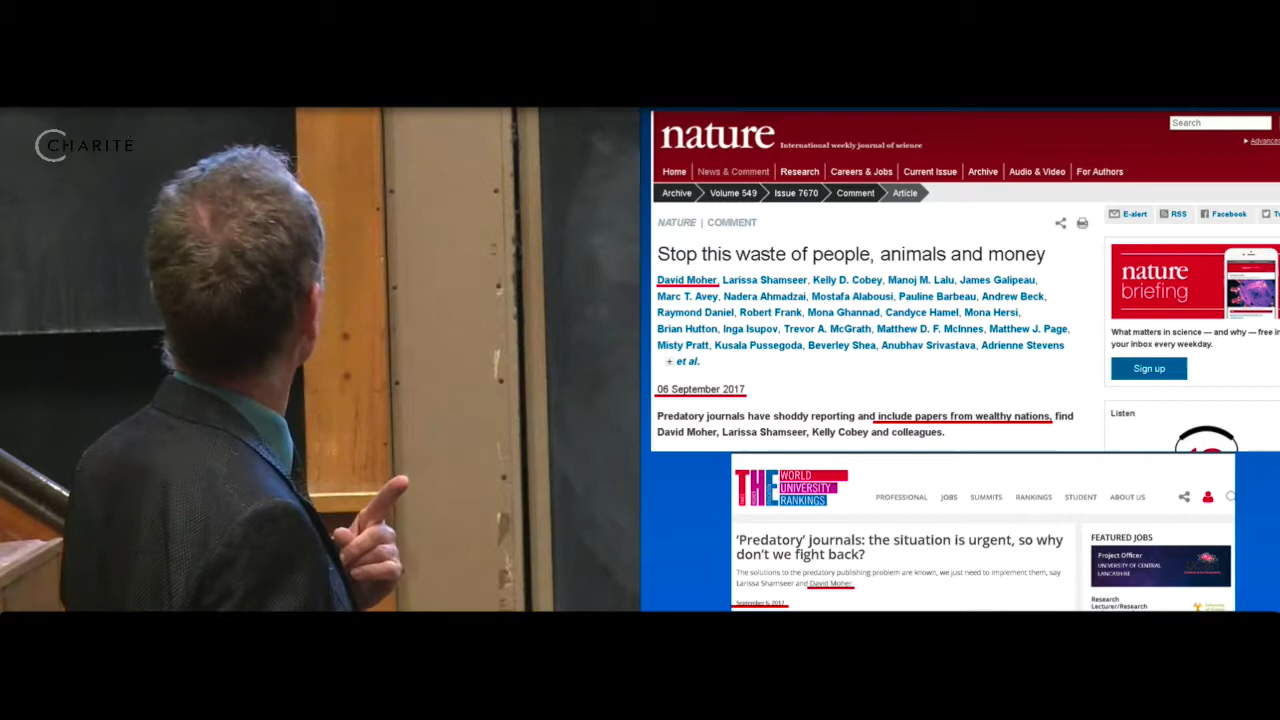 CHARITÉ
nature International weekly journal of science
Search
Advanced
Home News & Comment Research Careers & Jobs Current Issue Archive Audio & Video For Authors
Archive Volume 549 Issue 7670 Comment Article
NATURE | COMMENT
E-alert RSS Facebook
Stop this waste of people, animals and money
David Moher, Larissa Shamseer, Kelly D. Cobey, Manoj M. Lalu, James Galipeau,
Marc T. Avey, Nadera Ahmadzai, Mostafa Alabousi, Pauline Barbeau, Andrew Beck,
Raymond Daniel, Robert Frank, Mona Ghannad, Candyce Hamel, Mona Hersi,
Brian Hutton, Inga Isupov, Trevor A. McGrath, Matthew D. F. McInnes, Matthew J. Page,
Misty Pratt, Kusala Pussegoda, Beverley Shea, Anubhav Srivastava, Adrienne Stevens
+ et al.
06 September 2017
Predatory journals have shoddy reporting and include papers from wealthy nations, find
David Moher, Larissa Shamseer, Kelly Cobey and colleagues.
nature
briefing
What matters in science — and why — free in
your inbox every weekday.
Sign up
Listen
THE WORLD
UNIVERSITY
RANKINGS
PROFESSIONAL JOBS SUMMITS RANKINGS STUDENT ABOUT US
'Predatory' journals: the situation is urgent, so why
don't we fight back?
The solutions to the predatory publishing problem are known, we just need to implement them, say
Larissa Shamseer and David Moher
September 6, 2017
FEATURED JOBS
Project Officer
UNIVERSITY OF CENTRAL
LANCASHIRE
Research
Lecturer/Research